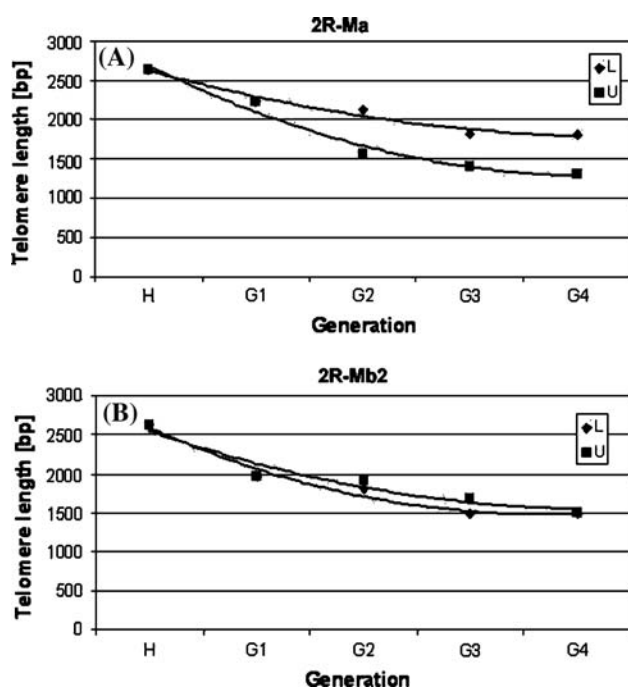 2R-Ma
(A)
Telomere length [bp]
3000
2500
2000
1500
1000
500
0
H G1 G2 G3 G4
Generation
L
U
2R-Mb2
(B)
Telomere length [bp]
3000
2500
2000
1500
1000
500
0
H G1 G2 G3 G4
Generation
L
U